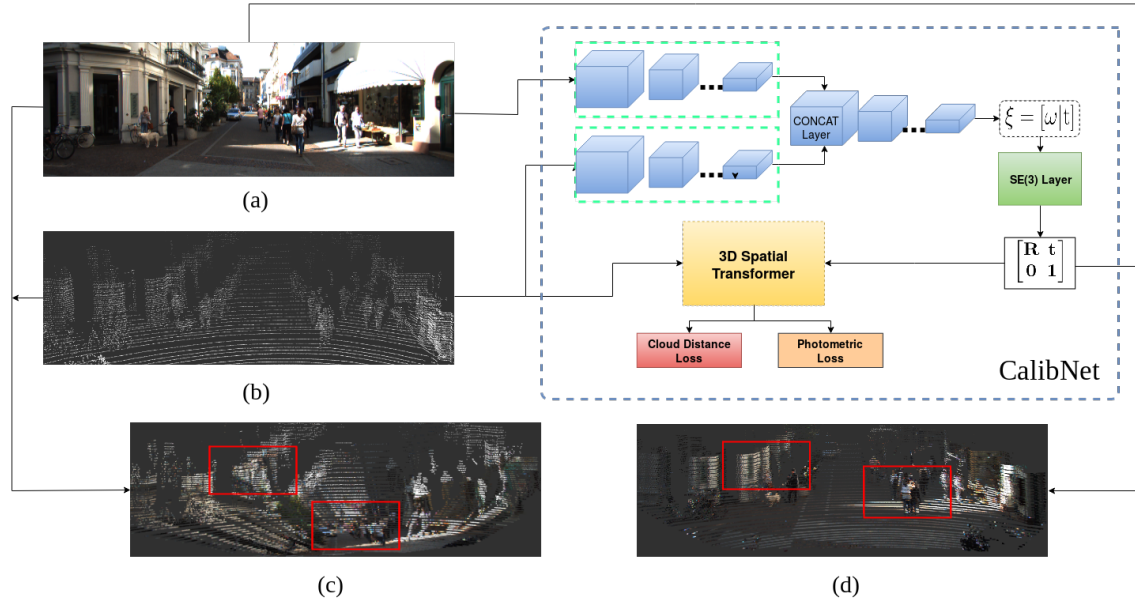 (a)
(b)
CONCAT
Layer
ξ = [ω|t]
SE(3) Layer
3D Spatial
Transformer
[R t
0 1]
Cloud Distance
Loss
Photometric
Loss
CalibNet
(c)
(d)